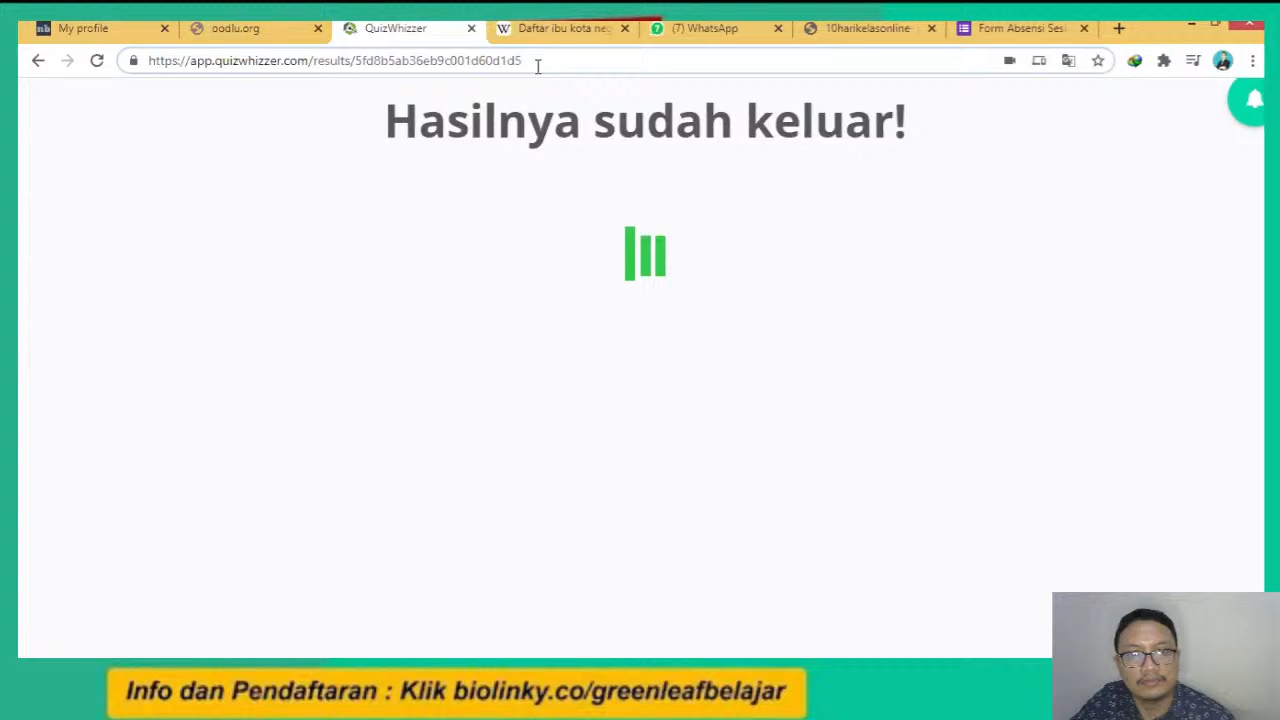 My profile
oodlu.org
QuizWhizzer
Daftar ibu kota ne
(7) WhatsApp
10harikelasonline
Form Absensi Sesi
https://app.quizwhizzer.com/results/5fd8b5ab36eb9c001d60d1d5
Hasilnya sudah keluar!
Info dan Pendaftaran : Klik biolinky.co/greenleafbelajar